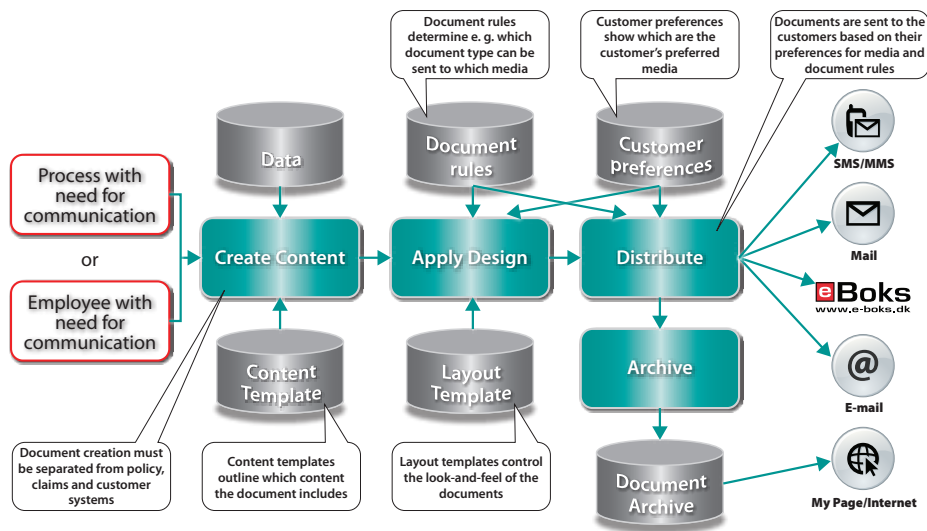 Document rules
determine e. g. which
document type can be
sent to which media
Customer preferences
show which are the
customer's preferred
media
Documents are sent to the
customers based on their
preferences for media and
document rules
Data
Document
rules
Customer
preferences
SMS/MMS
Process with
need for
communication
or
Employee with
need for
communication
Create Content
Apply Design
Distribute
Mail
eBoks
www.e-boks.dk
Content
Template
Layout
Template
Archive
@
E-mail
Document creation must
be separated from policy,
claims and customer
systems
Content templates
outline which content
the document includes
Layout templates control
the look-and-feel of the
documents
Document
Archive
My Page/Internet